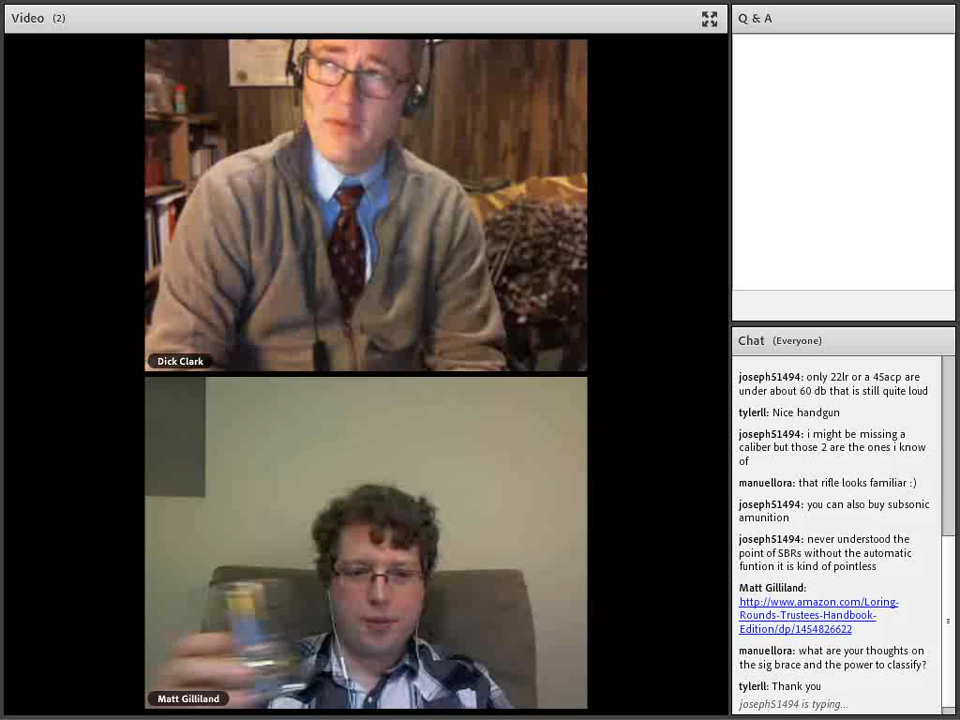 Video (2)
Dick Clark
Matt Gilliland
Q & A
Chat (Everyone)
joseph51494: only 22lr or a 45acp are
under about 60 db that is still quite loud
tylerll: Nice handgun
joseph51494: i might be missing a
caliber but those 2 are the ones i know
of
manuellora: that rifle looks familiar :)
joseph51494: you can also buy subsonic
amunition
joseph51494: never understood the
point of SBRs without the automatic
funtion it is kind of pointless
Matt Gilliland:
http://www.amazon.com/Loring-
Rounds-Trustees-Handbook-
Edition/dp/1454826622
manuellora: what are your thoughts on
the sig brace and the power to classify?
tylerll: Thank you
joseph51494 is typing...